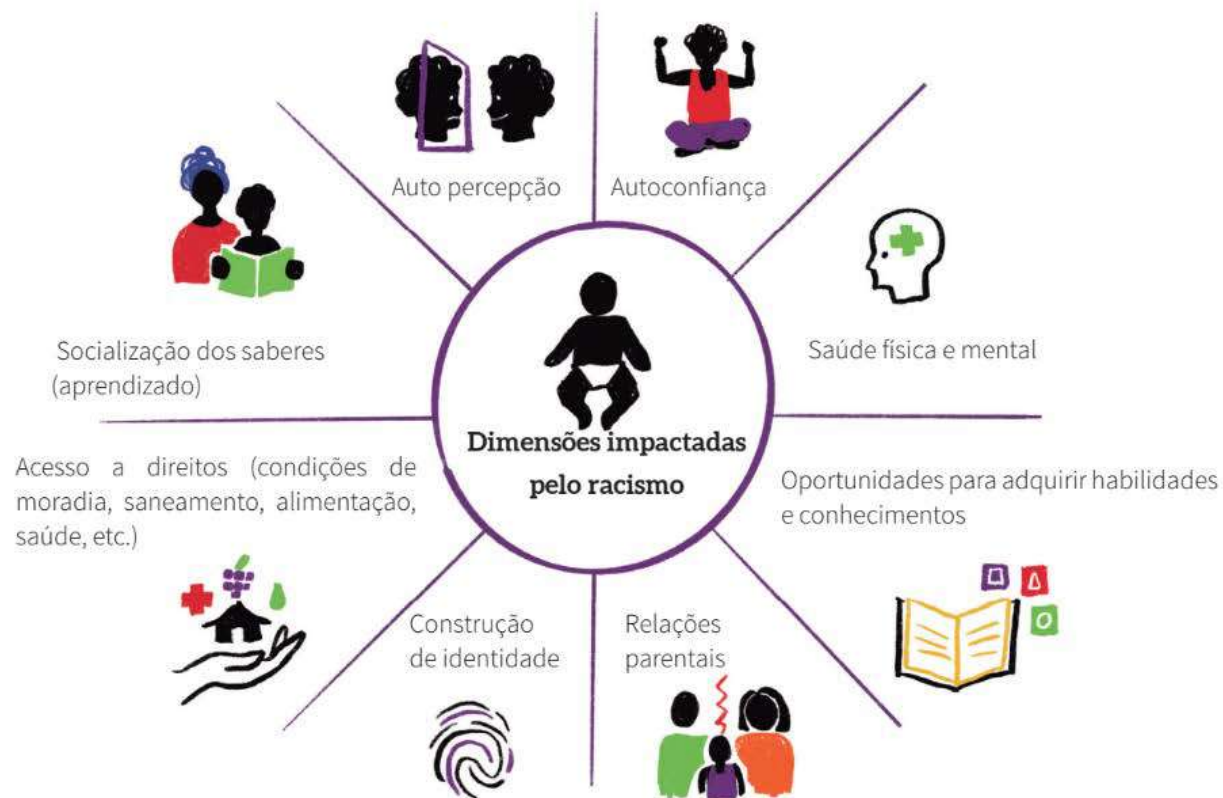 Auto percepção
Autoconfiança
Socialização dos saberes
(aprendizado)
Saúde física e mental
Dimensões impactadas
pelo racismo
Acesso a direitos (condições de
moradia, saneamento, alimentação,
saúde, etc.)
Oportunidades para adquirir habilidades
e conhecimentos
Construção
de identidade
Relações
parentais